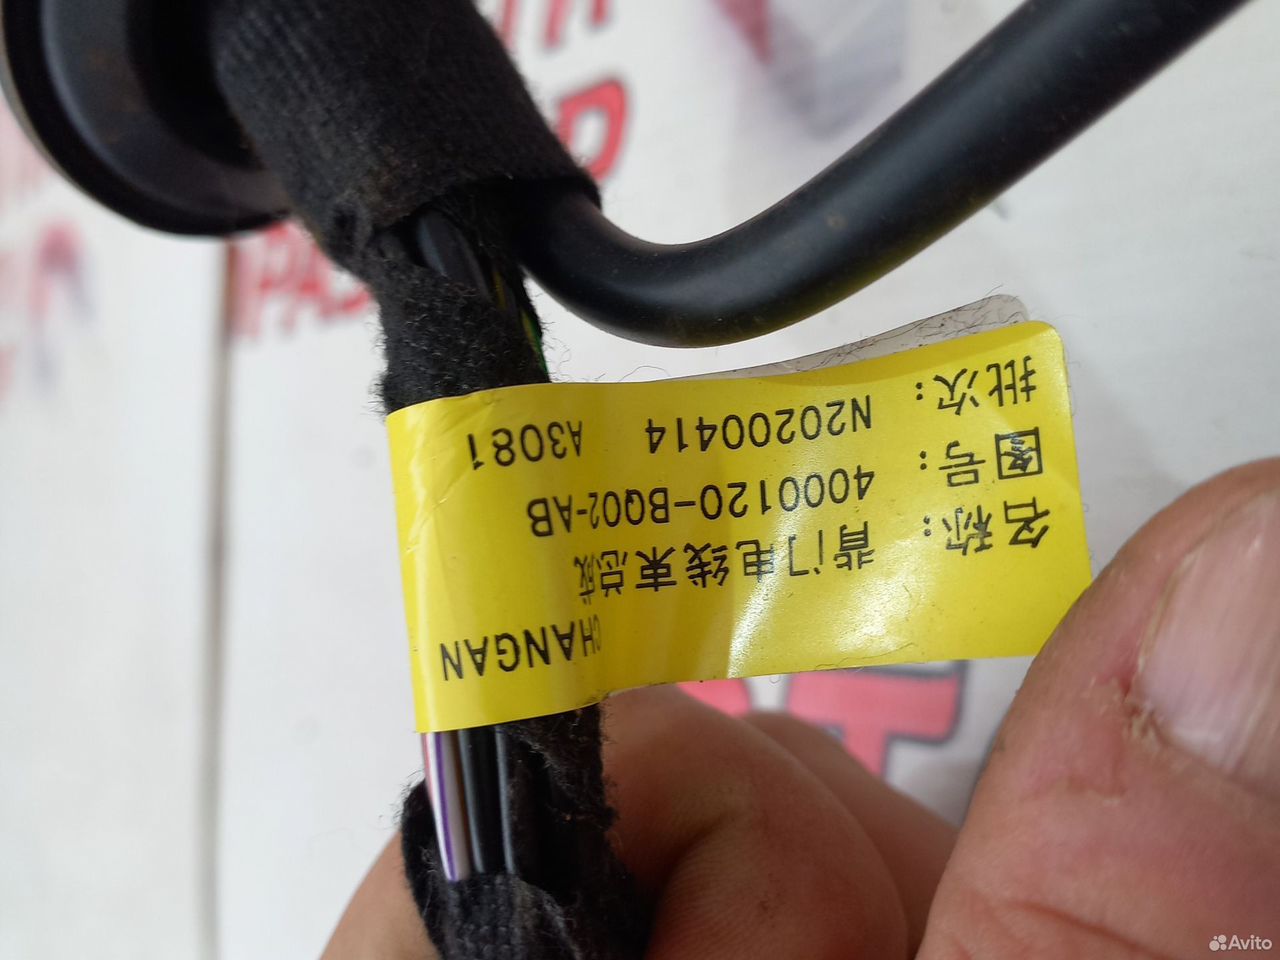 CHANGAN
名称: 背门电线束总成
图号: 4000120-BQ02-AB
批次: N20200414 A3081
Avito